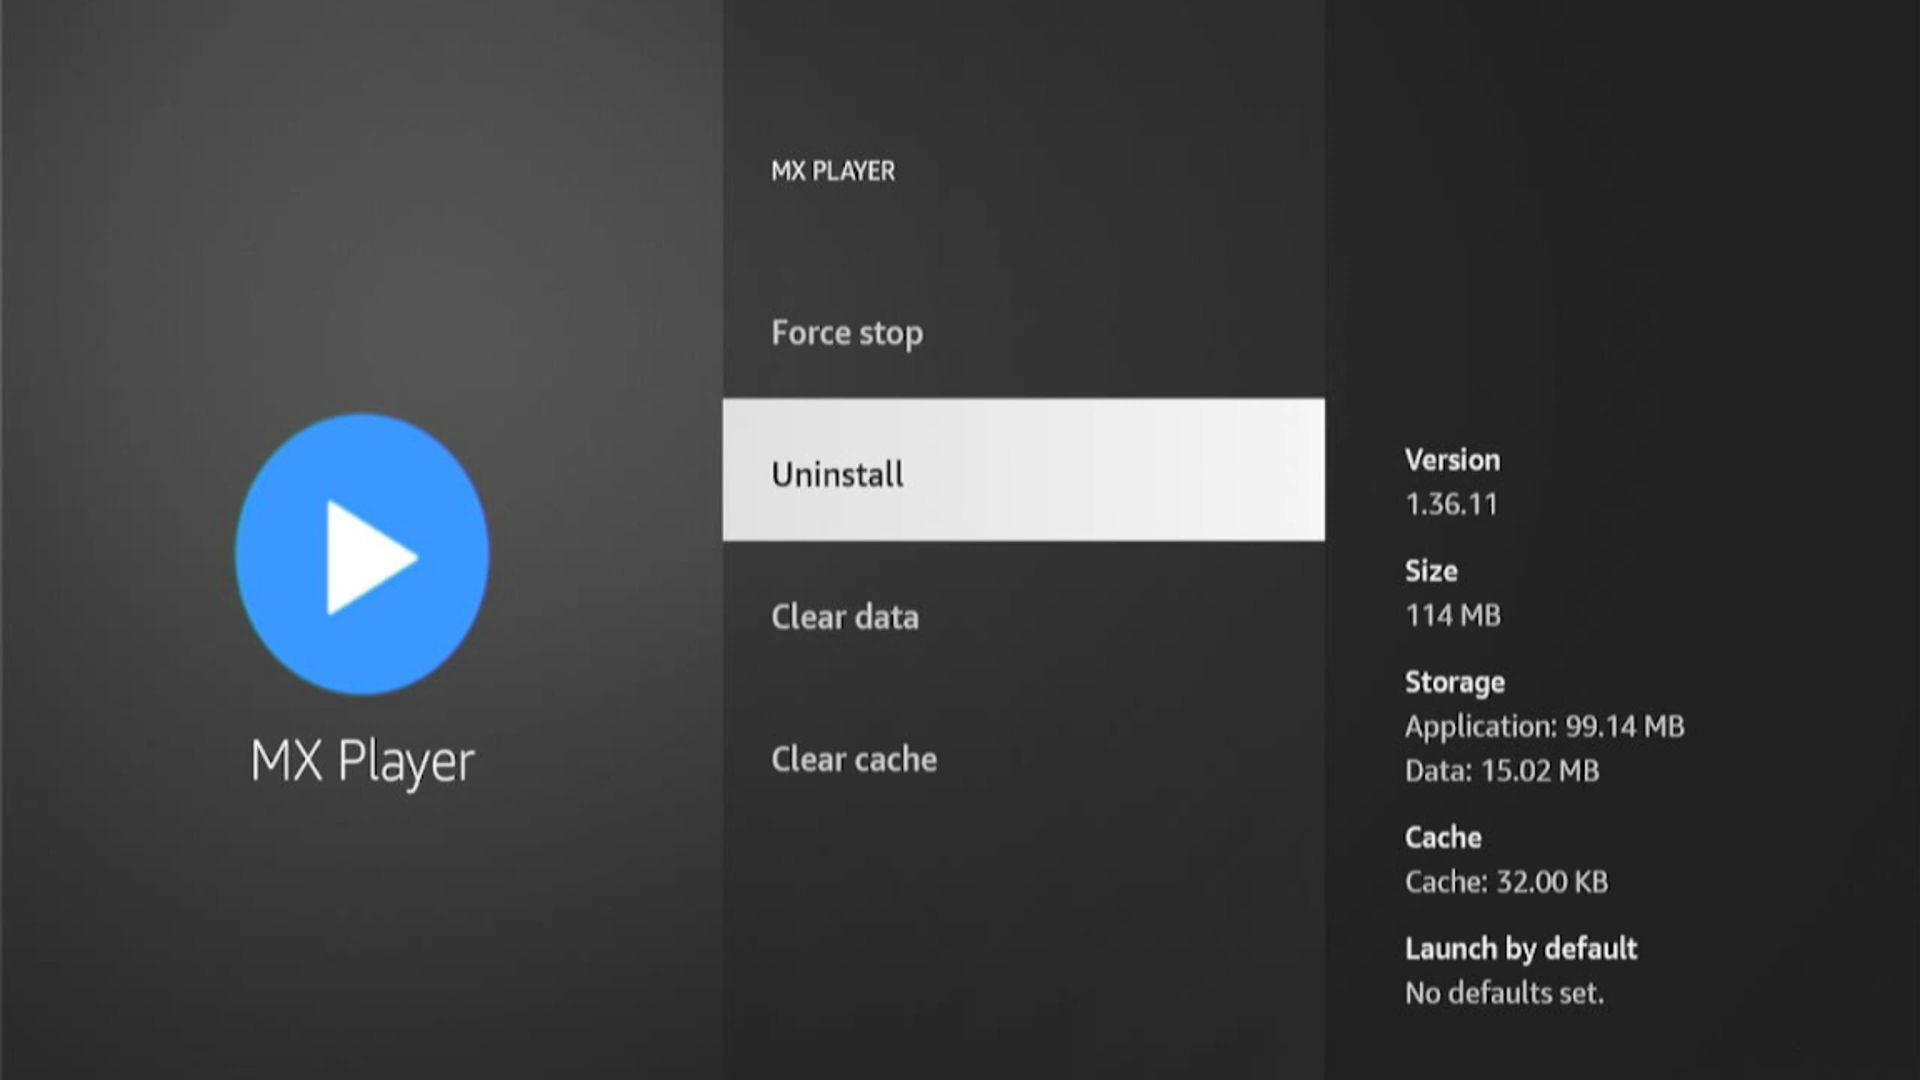 MX Player
MX PLAYER
Force stop
Uninstall
Clear data
Clear cache
Version
1.36.11
Size
114 MB
Storage
Application: 99.14 MB
Data: 15.02 MB
Cache
Cache: 32.00 KB
Launch by default
No defaults set.